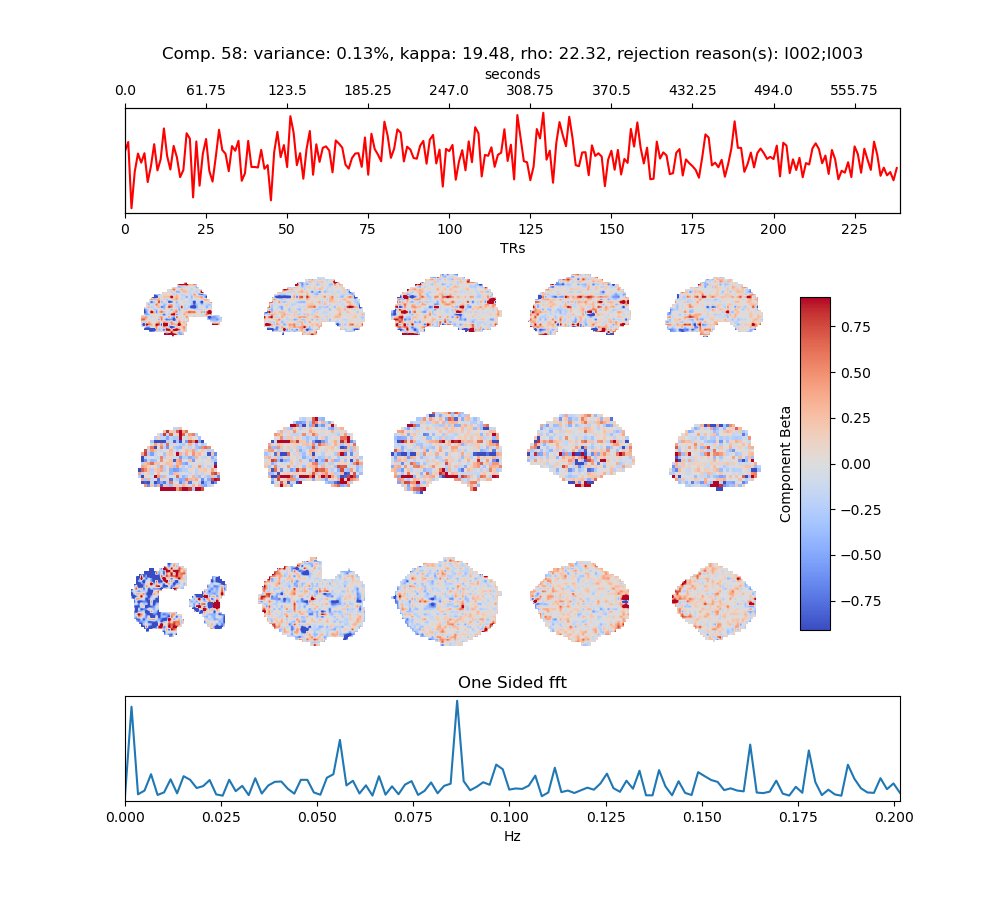 Comp. 58: variance: 0.13%, kappa: 19.48, rho: 22.32, rejection reason(s): I002;I003
seconds
0.0 61.75 123.5 185.25 247.0 308.75 370.5 432.25 494.0 555.75
0 25 50 75 100 125 150 175 200 225
TRs
0.75
0.50
0.25
0.00
−0.25
−0.50
−0.75
Component Beta
One Sided fft
0.000 0.025 0.050 0.075 0.100 0.125 0.150 0.175 0.200
Hz